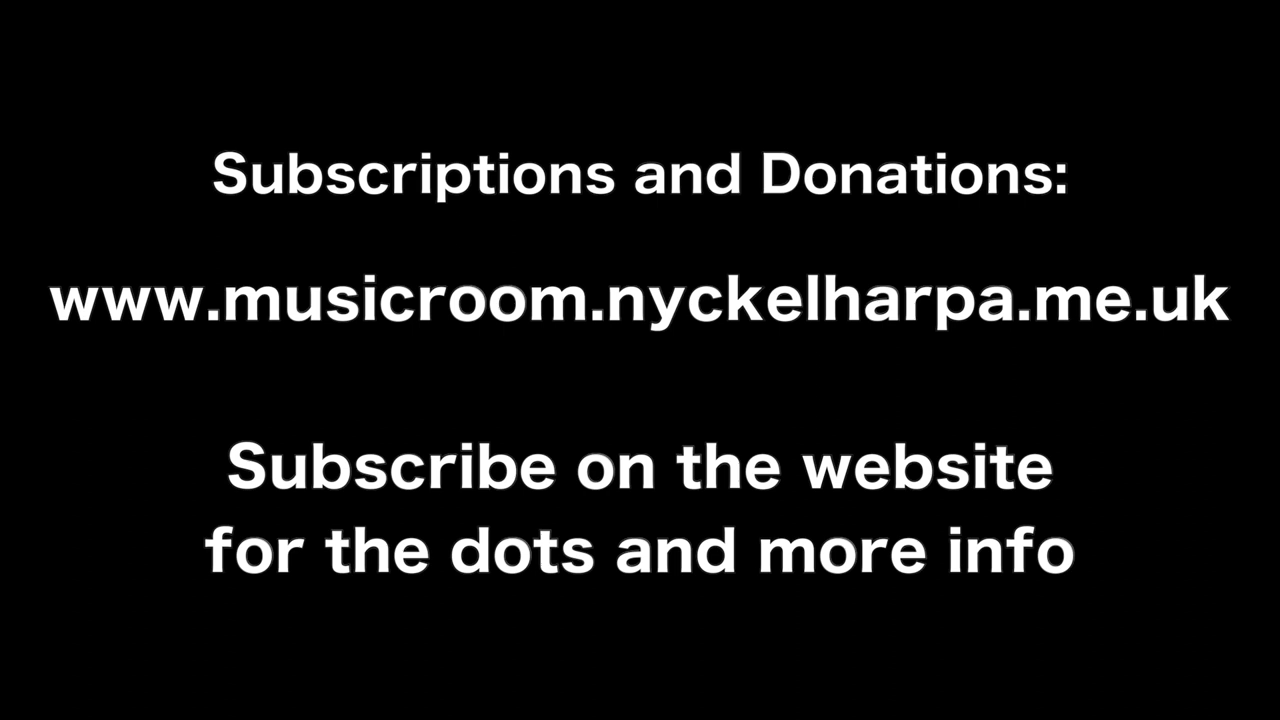 Subscriptions and Donations:
www.musicroom.nyckelharpa.me.uk
Subscribe on the website
for the dots and more info